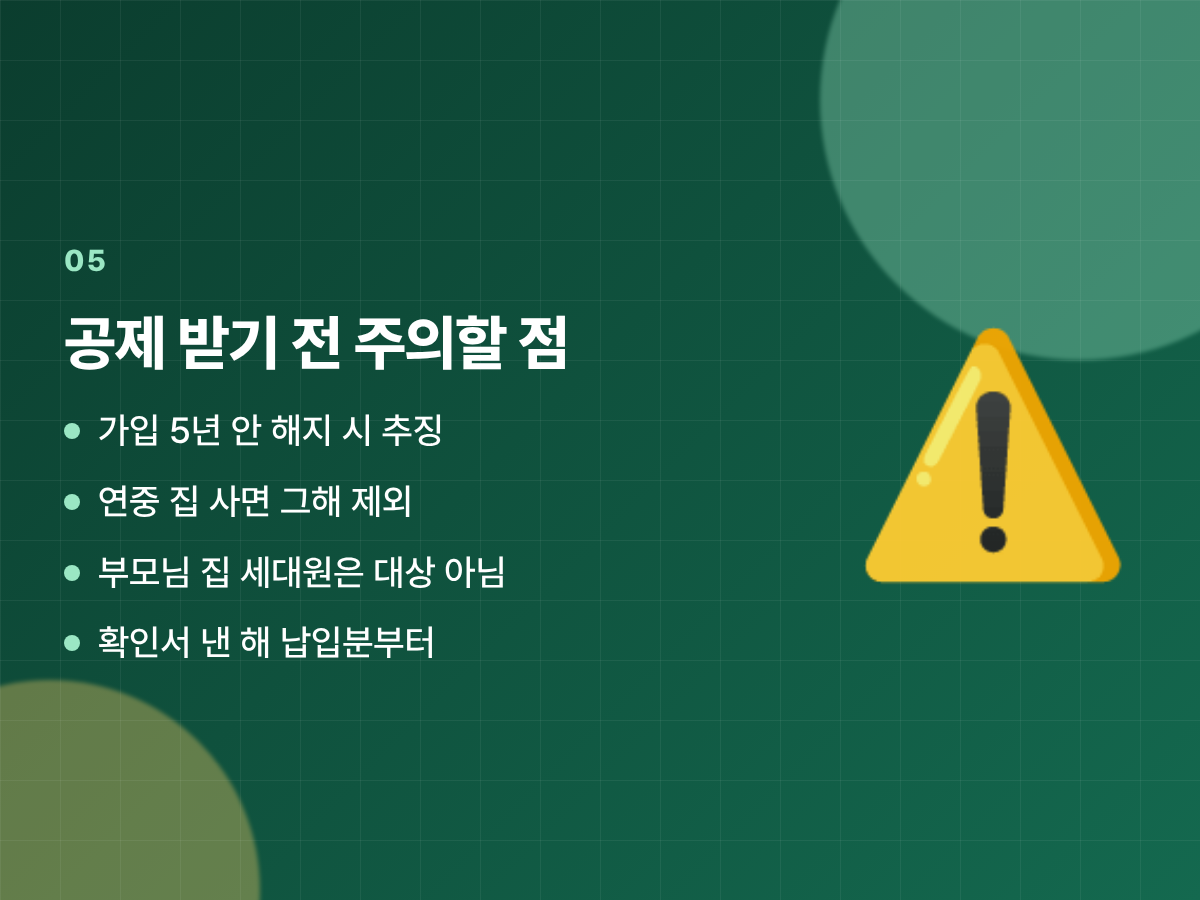 05
공제 받기 전 주의할 점
가입 5년 안 해지 시 추징
연중 집 사면 그해 제외
부모님 집 세대원은 대상 아님
확인서 낸 해 납입분부터